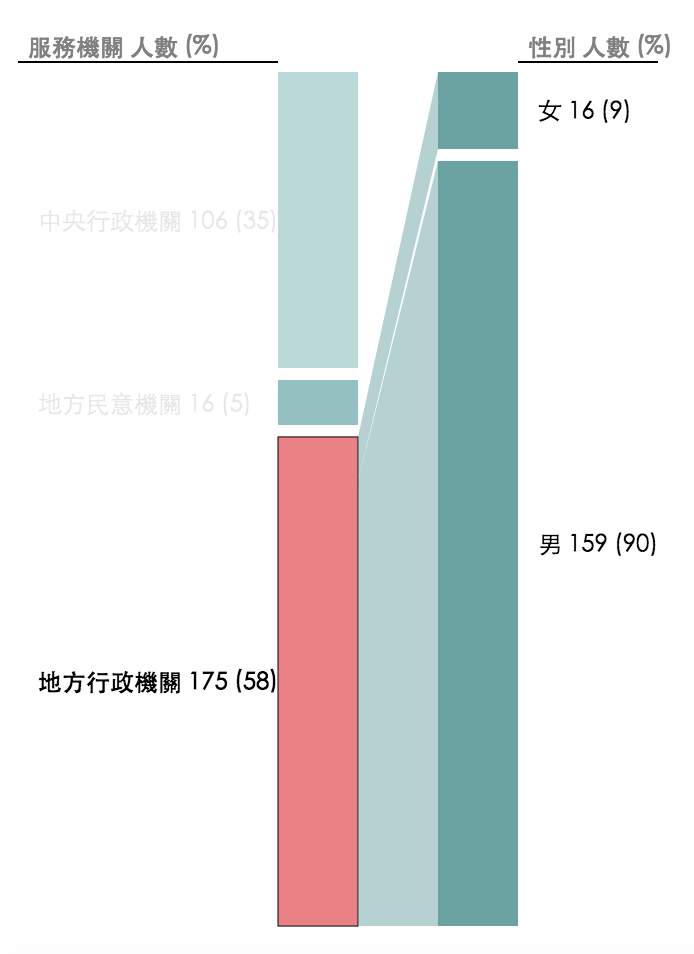 服務機關 人數 (%)
性別 人數 (%)
女 16 (9)
中央行政機關 106 (35)
地方民意機關 16 (5)
男 159 (90)
地方行政機關 175 (58)